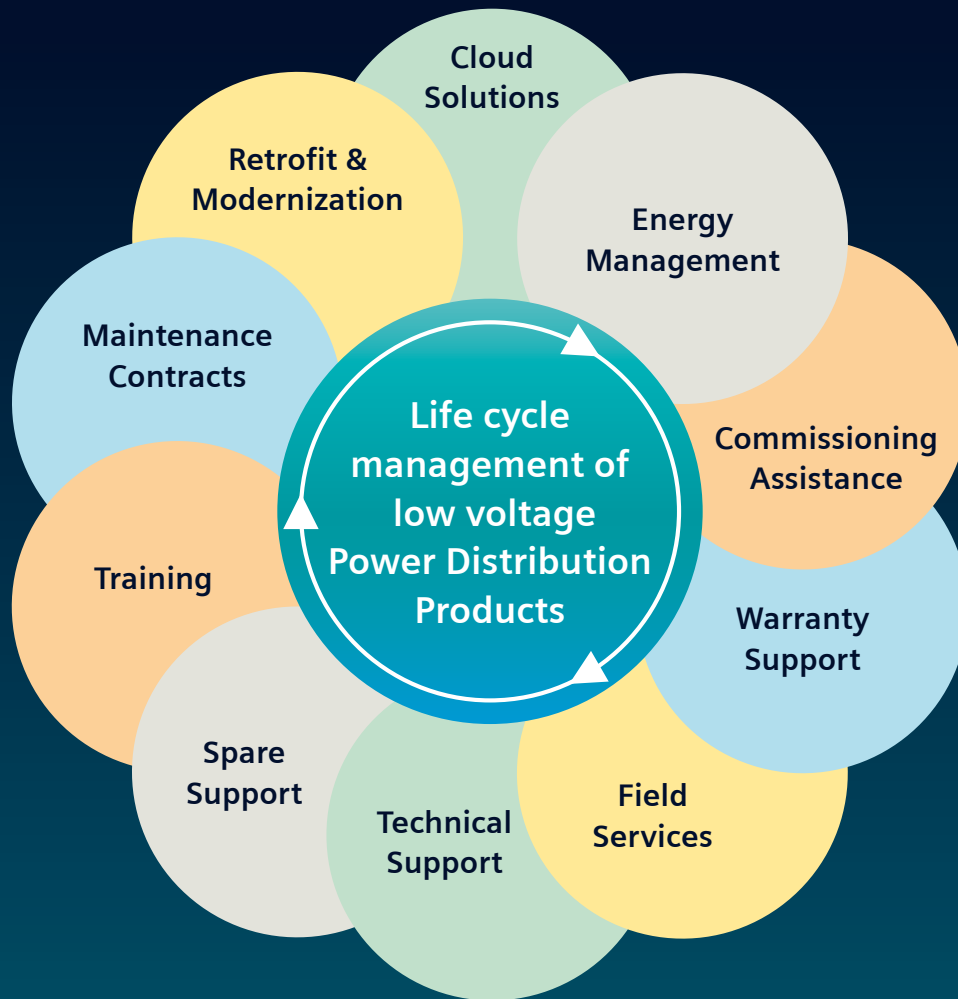 Cloud
Solutions
Energy
Management
Commissioning
Assistance
Warranty
Support
Field
Services
Technical
Support
Spare
Support
Training
Maintenance
Contracts
Retrofit &
Modernization
Life cycle
management of
low voltage
Power Distribution
Products